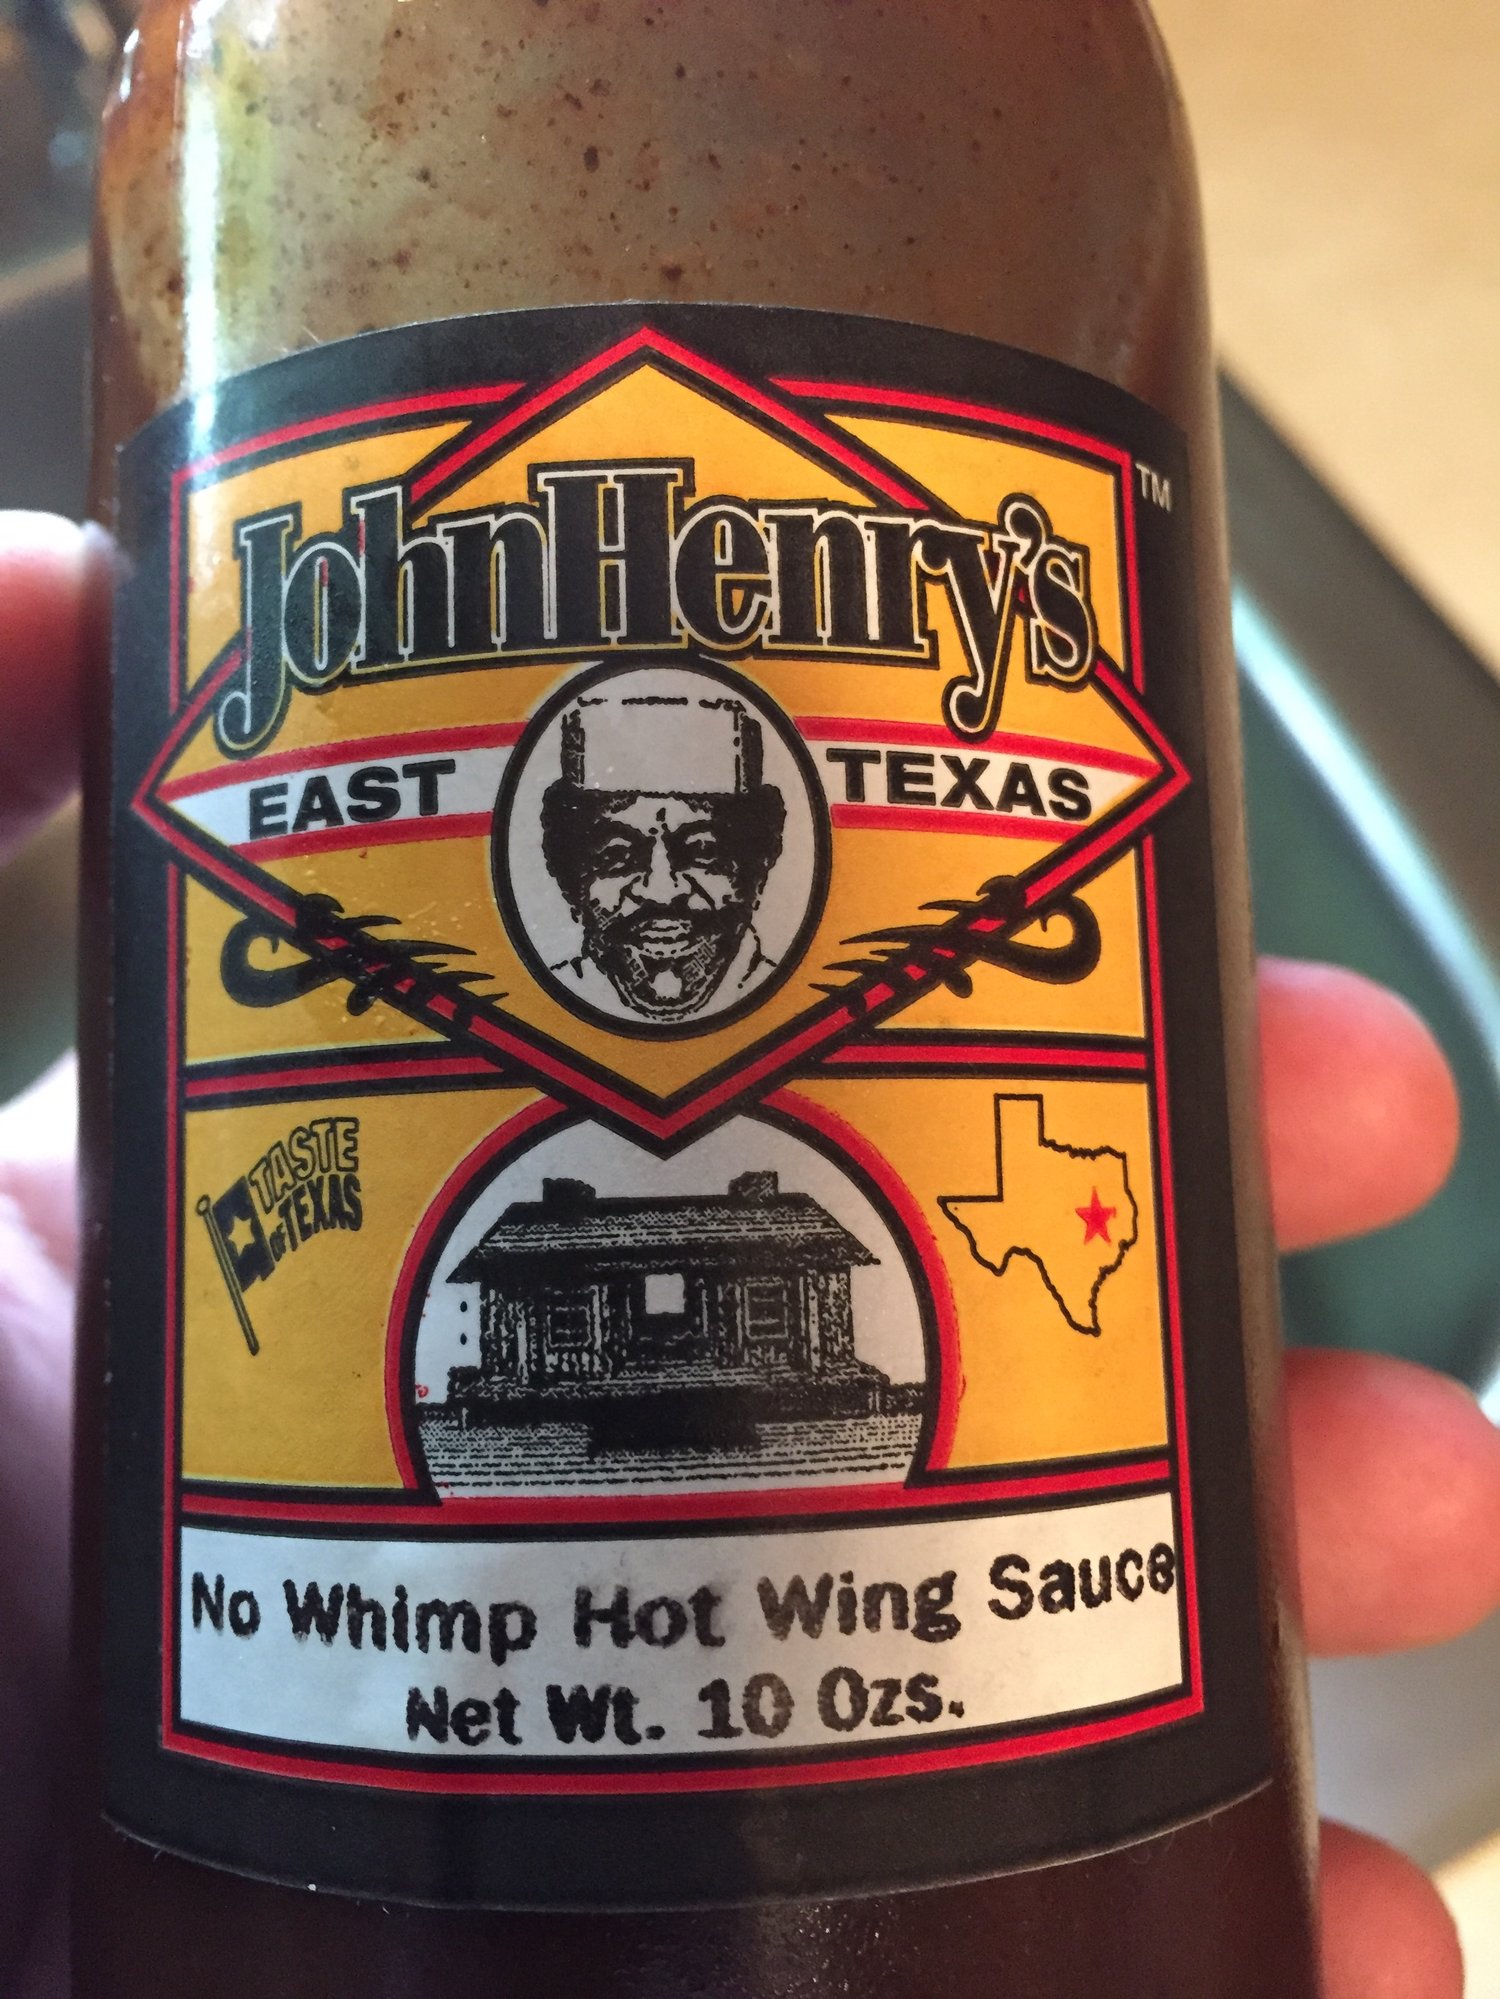 JohnHenry's TM
EAST TEXAS
TASTE
OF TEXAS
No Whimp Hot Wing Sauce
Net Wt. 10 Ozs.